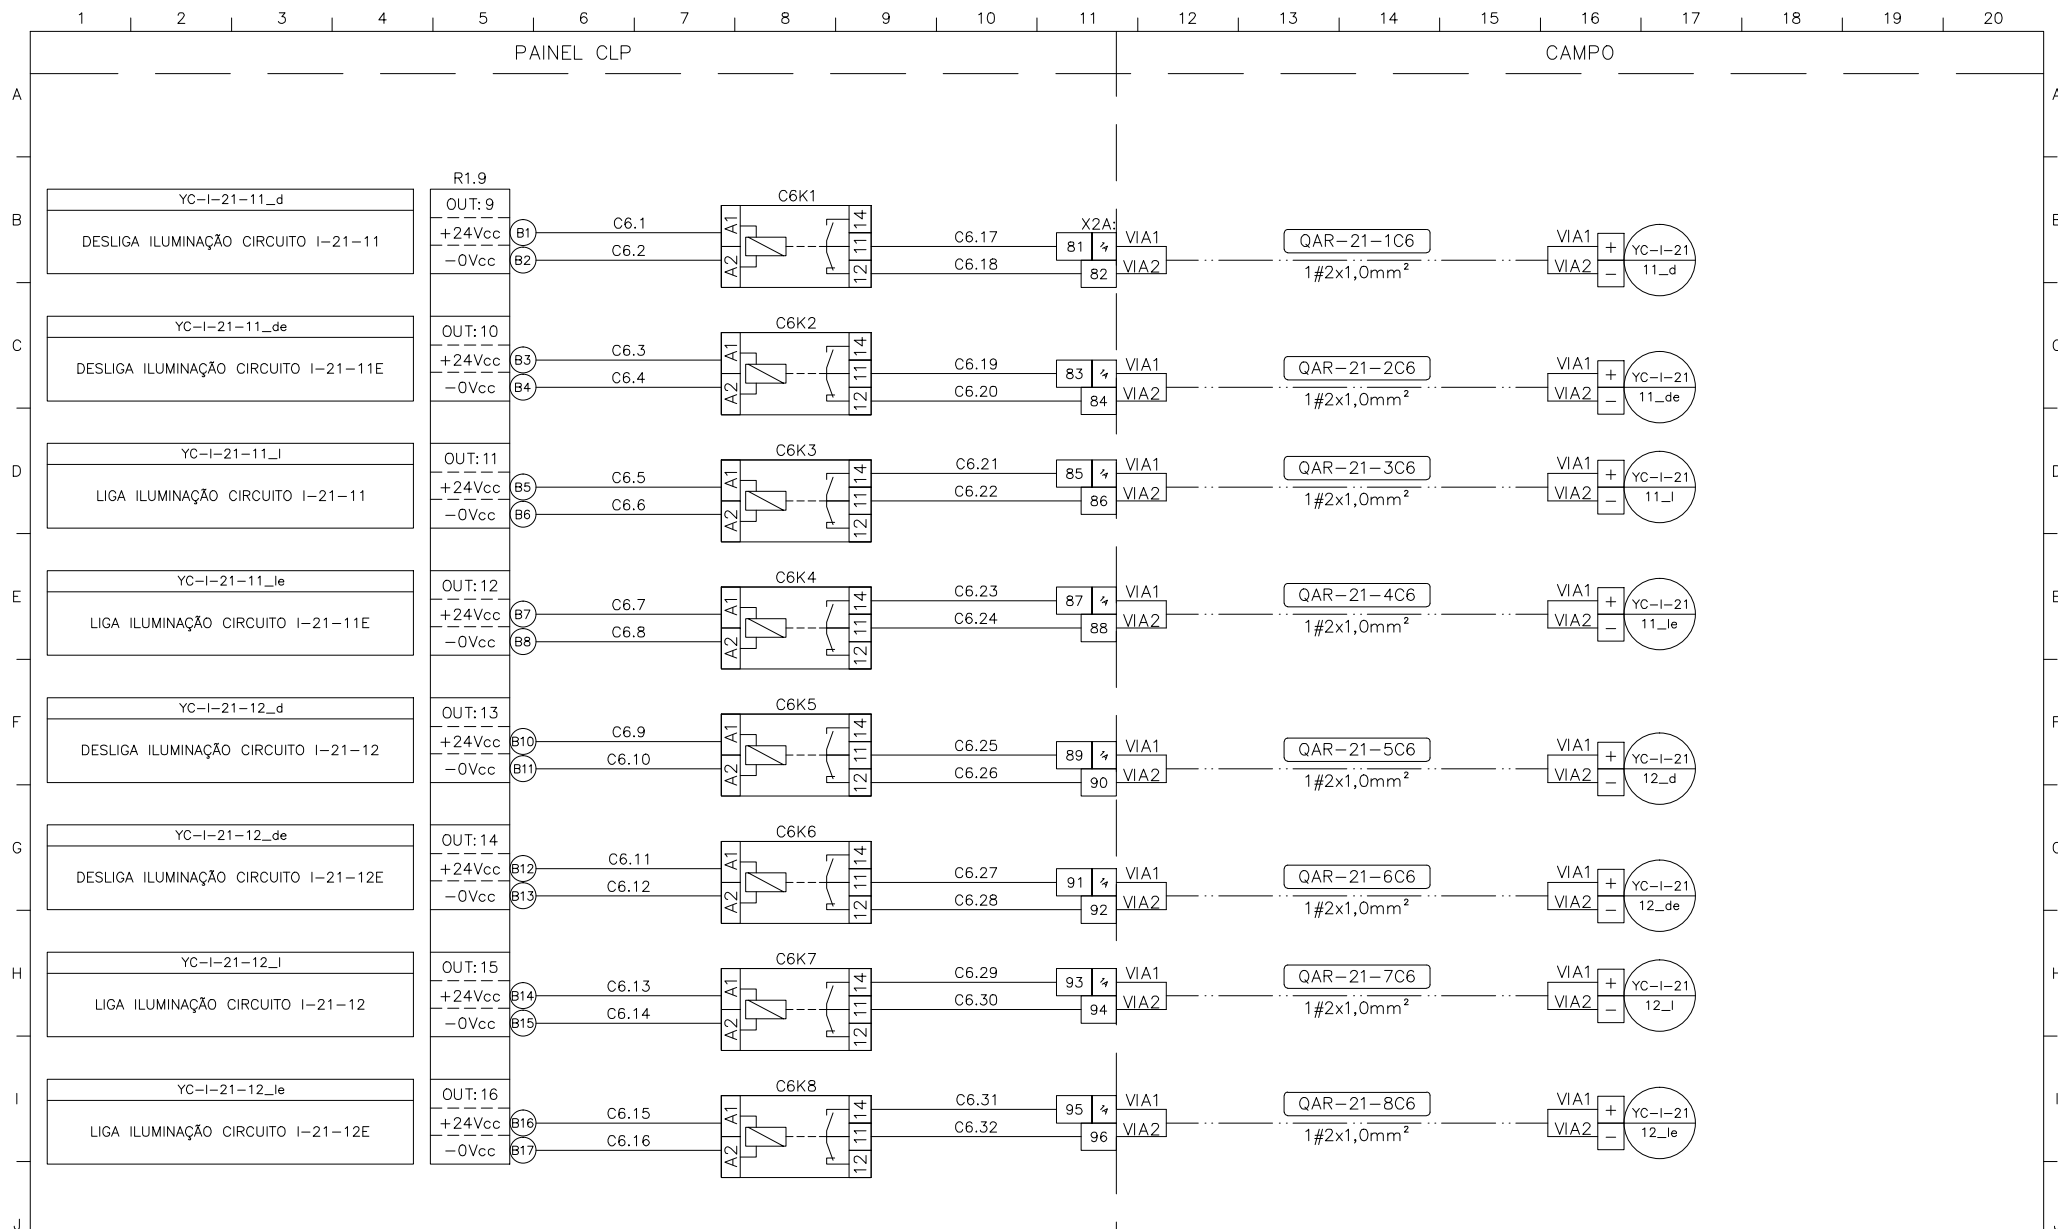 1 2 3 4 5 6 7 8 9 10 11 12 13 14 15 16 17 18 19 20
PAINEL CLP CAMPO
A A
R1.9
B B
YC-I-21-11_d
DESLIGA ILUMINAÇÃO CIRCUITO I-21-11
OUT: 9
+24Vcc B1 C6.1
-0Vcc B2 C6.2
C6K1
A1 A2 14 11 12
X2A:
C6.17 81 VIA1
C6.18 82 VIA2
QAR-21-1C6
1#2x1,0mm²
VIA1 +
VIA2 -
YC-I-21
11_d
C C
YC-I-21-11_de
DESLIGA ILUMINAÇÃO CIRCUITO I-21-11E
OUT: 10
+24Vcc B3 C6.3
-0Vcc B4 C6.4
C6K2
A1 A2 14 11 12
C6.19 83 VIA1
C6.20 84 VIA2
QAR-21-2C6
1#2x1,0mm²
VIA1 +
VIA2 -
YC-I-21
11_de
D D
YC-I-21-11_l
LIGA ILUMINAÇÃO CIRCUITO I-21-11
OUT: 11
+24Vcc B5 C6.5
-0Vcc B6 C6.6
C6K3
A1 A2 14 11 12
C6.21 85 VIA1
C6.22 86 VIA2
QAR-21-3C6
1#2x1,0mm²
VIA1 +
VIA2 -
YC-I-21
11_l
E E
YC-I-21-11_le
LIGA ILUMINAÇÃO CIRCUITO I-21-11E
OUT: 12
+24Vcc B7 C6.7
-0Vcc B8 C6.8
C6K4
A1 A2 14 11 12
C6.23 87 VIA1
C6.24 88 VIA2
QAR-21-4C6
1#2x1,0mm²
VIA1 +
VIA2 -
YC-I-21
11_le
F F
YC-I-21-12_d
DESLIGA ILUMINAÇÃO CIRCUITO I-21-12
OUT: 13
+24Vcc B10 C6.9
-0Vcc B11 C6.10
C6K5
A1 A2 14 11 12
C6.25 89 VIA1
C6.26 90 VIA2
QAR-21-5C6
1#2x1,0mm²
VIA1 +
VIA2 -
YC-I-21
12_d
G G
YC-I-21-12_de
DESLIGA ILUMINAÇÃO CIRCUITO I-21-12E
OUT: 14
+24Vcc B12 C6.11
-0Vcc B13 C6.12
C6K6
A1 A2 14 11 12
C6.27 91 VIA1
C6.28 92 VIA2
QAR-21-6C6
1#2x1,0mm²
VIA1 +
VIA2 -
YC-I-21
12_de
H H
YC-I-21-12_l
LIGA ILUMINAÇÃO CIRCUITO I-21-12
OUT: 15
+24Vcc B14 C6.13
-0Vcc B15 C6.14
C6K7
A1 A2 14 11 12
C6.29 93 VIA1
C6.30 94 VIA2
QAR-21-7C6
1#2x1,0mm²
VIA1 +
VIA2 -
YC-I-21
12_l
I I
YC-I-21-12_le
LIGA ILUMINAÇÃO CIRCUITO I-21-12E
OUT: 16
+24Vcc B16 C6.15
-0Vcc B17 C6.16
C6K8
A1 A2 14 11 12
C6.31 95 VIA1
C6.32 96 VIA2
QAR-21-8C6
1#2x1,0mm²
VIA1 +
VIA2 -
YC-I-21
12_le
J